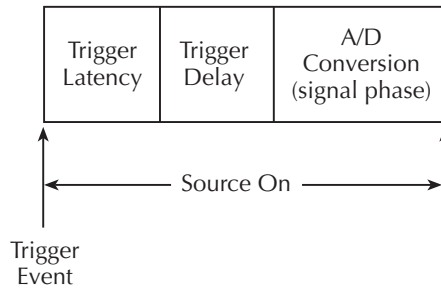 Trigger
Latency
Trigger
Delay
A/D
Conversion
(signal phase)
Source On
Trigger
Event